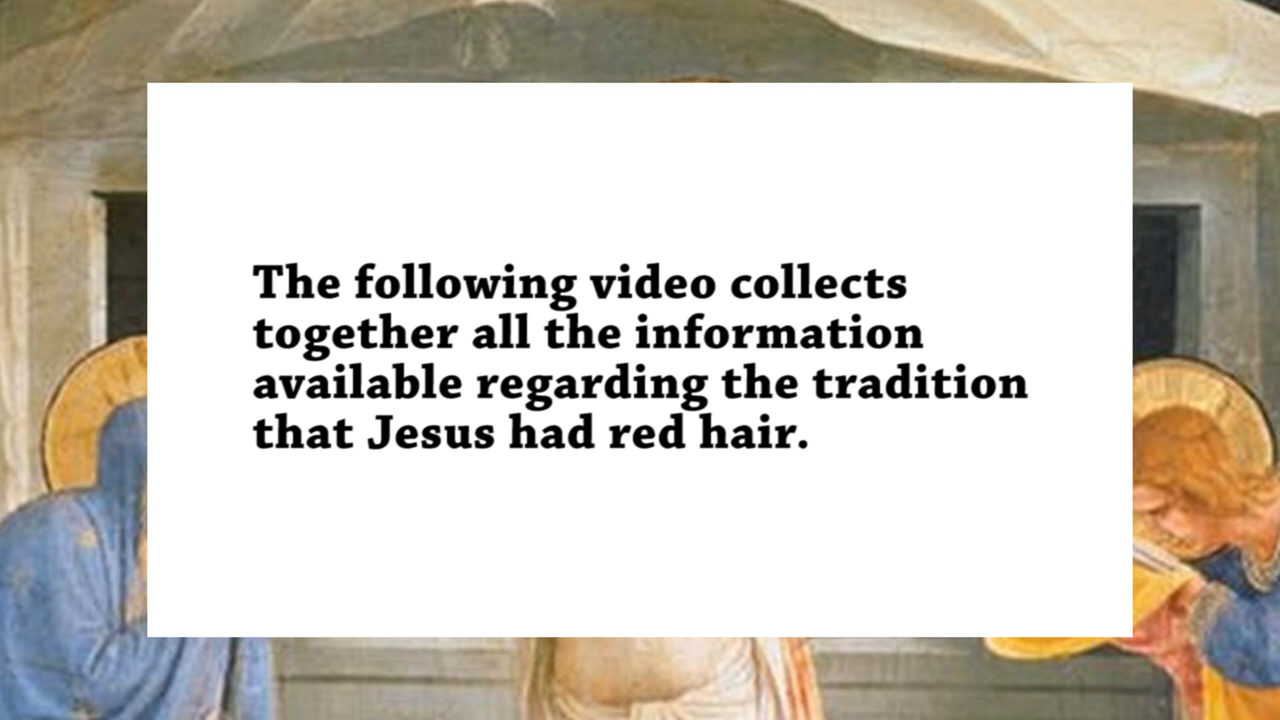 The following video collects
together all the information
available regarding the tradition
that Jesus had red hair.